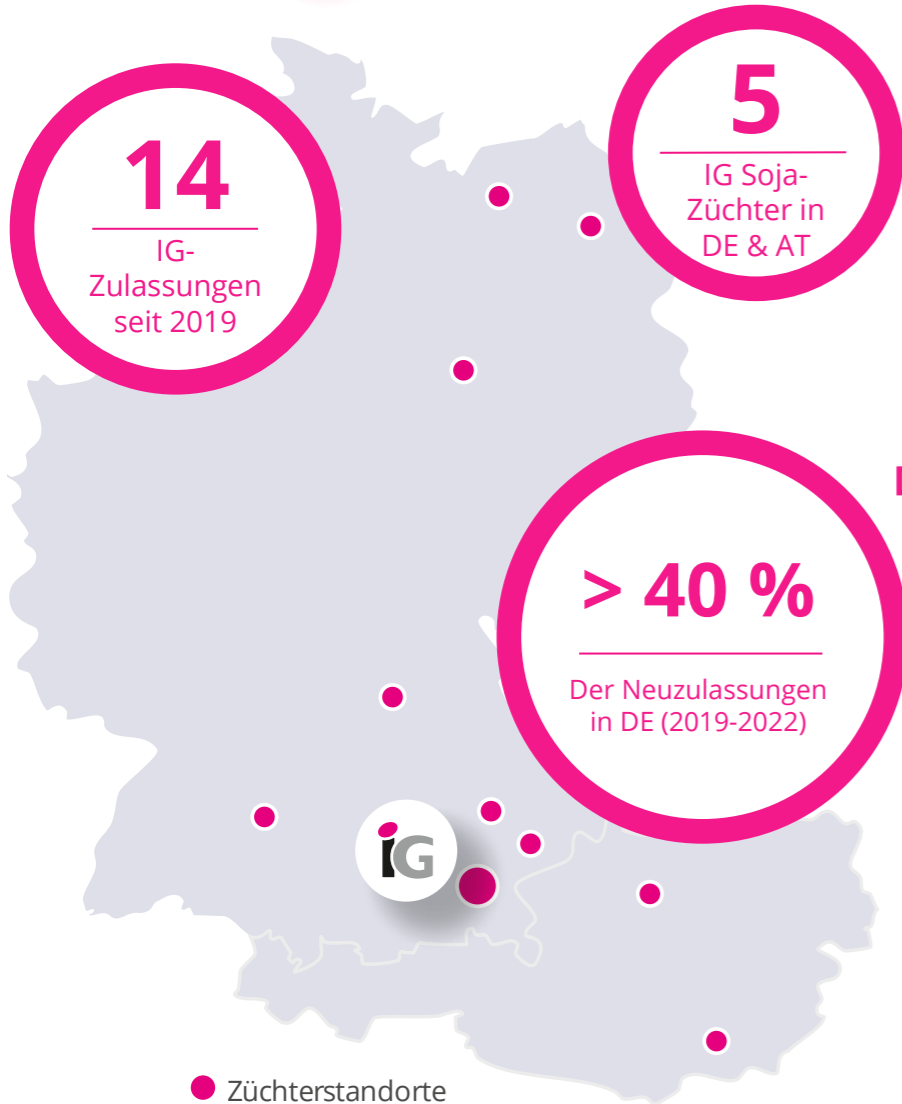 14
IG-
Zulassungen
seit 2019
5
IG Soja-
Züchter in
DE & AT
> 40 %
Der Neuzulassungen
in DE (2019-2022)
iG
Züchterstandorte